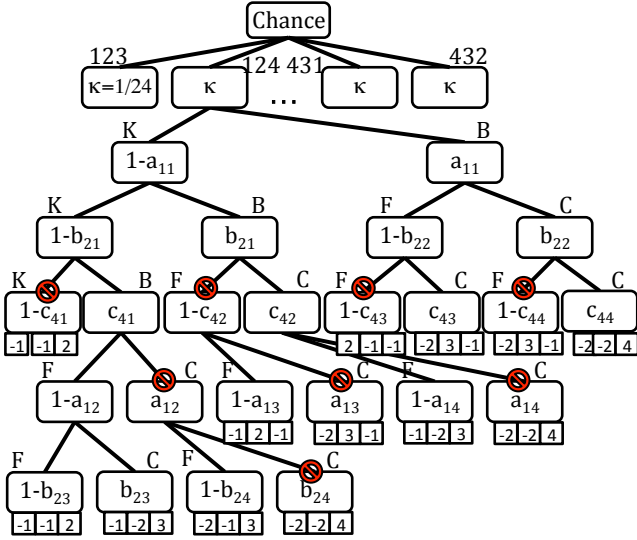 Chance
123 124 431 432
κ=1/24 κ ... κ κ
K B
1-a11 a11
K B F C
1-b21 b21 1-b22 b22
K B F C F C F C
1-c41 c41 1-c42 c42 1-c43 c43 1-c44 c44
-1 -1 2 2 -1 -1 -2 3 -1 -2 3 -1 -2 -2 4
F C F C F C
1-a12 a12 1-a13 a13 1-a14 a14
-1 2 -1 -2 3 -1 -1 -2 3 -2 -2 4
F C F C
1-b23 b23 1-b24 b24
-1 -1 2 -1 -2 3 -2 -1 3 -2 -2 4